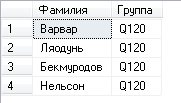 Фамилия Группа
1 Варвар Q120
2 Ляодунь Q120
3 Бекмуродов Q120
4 Нельсон Q120